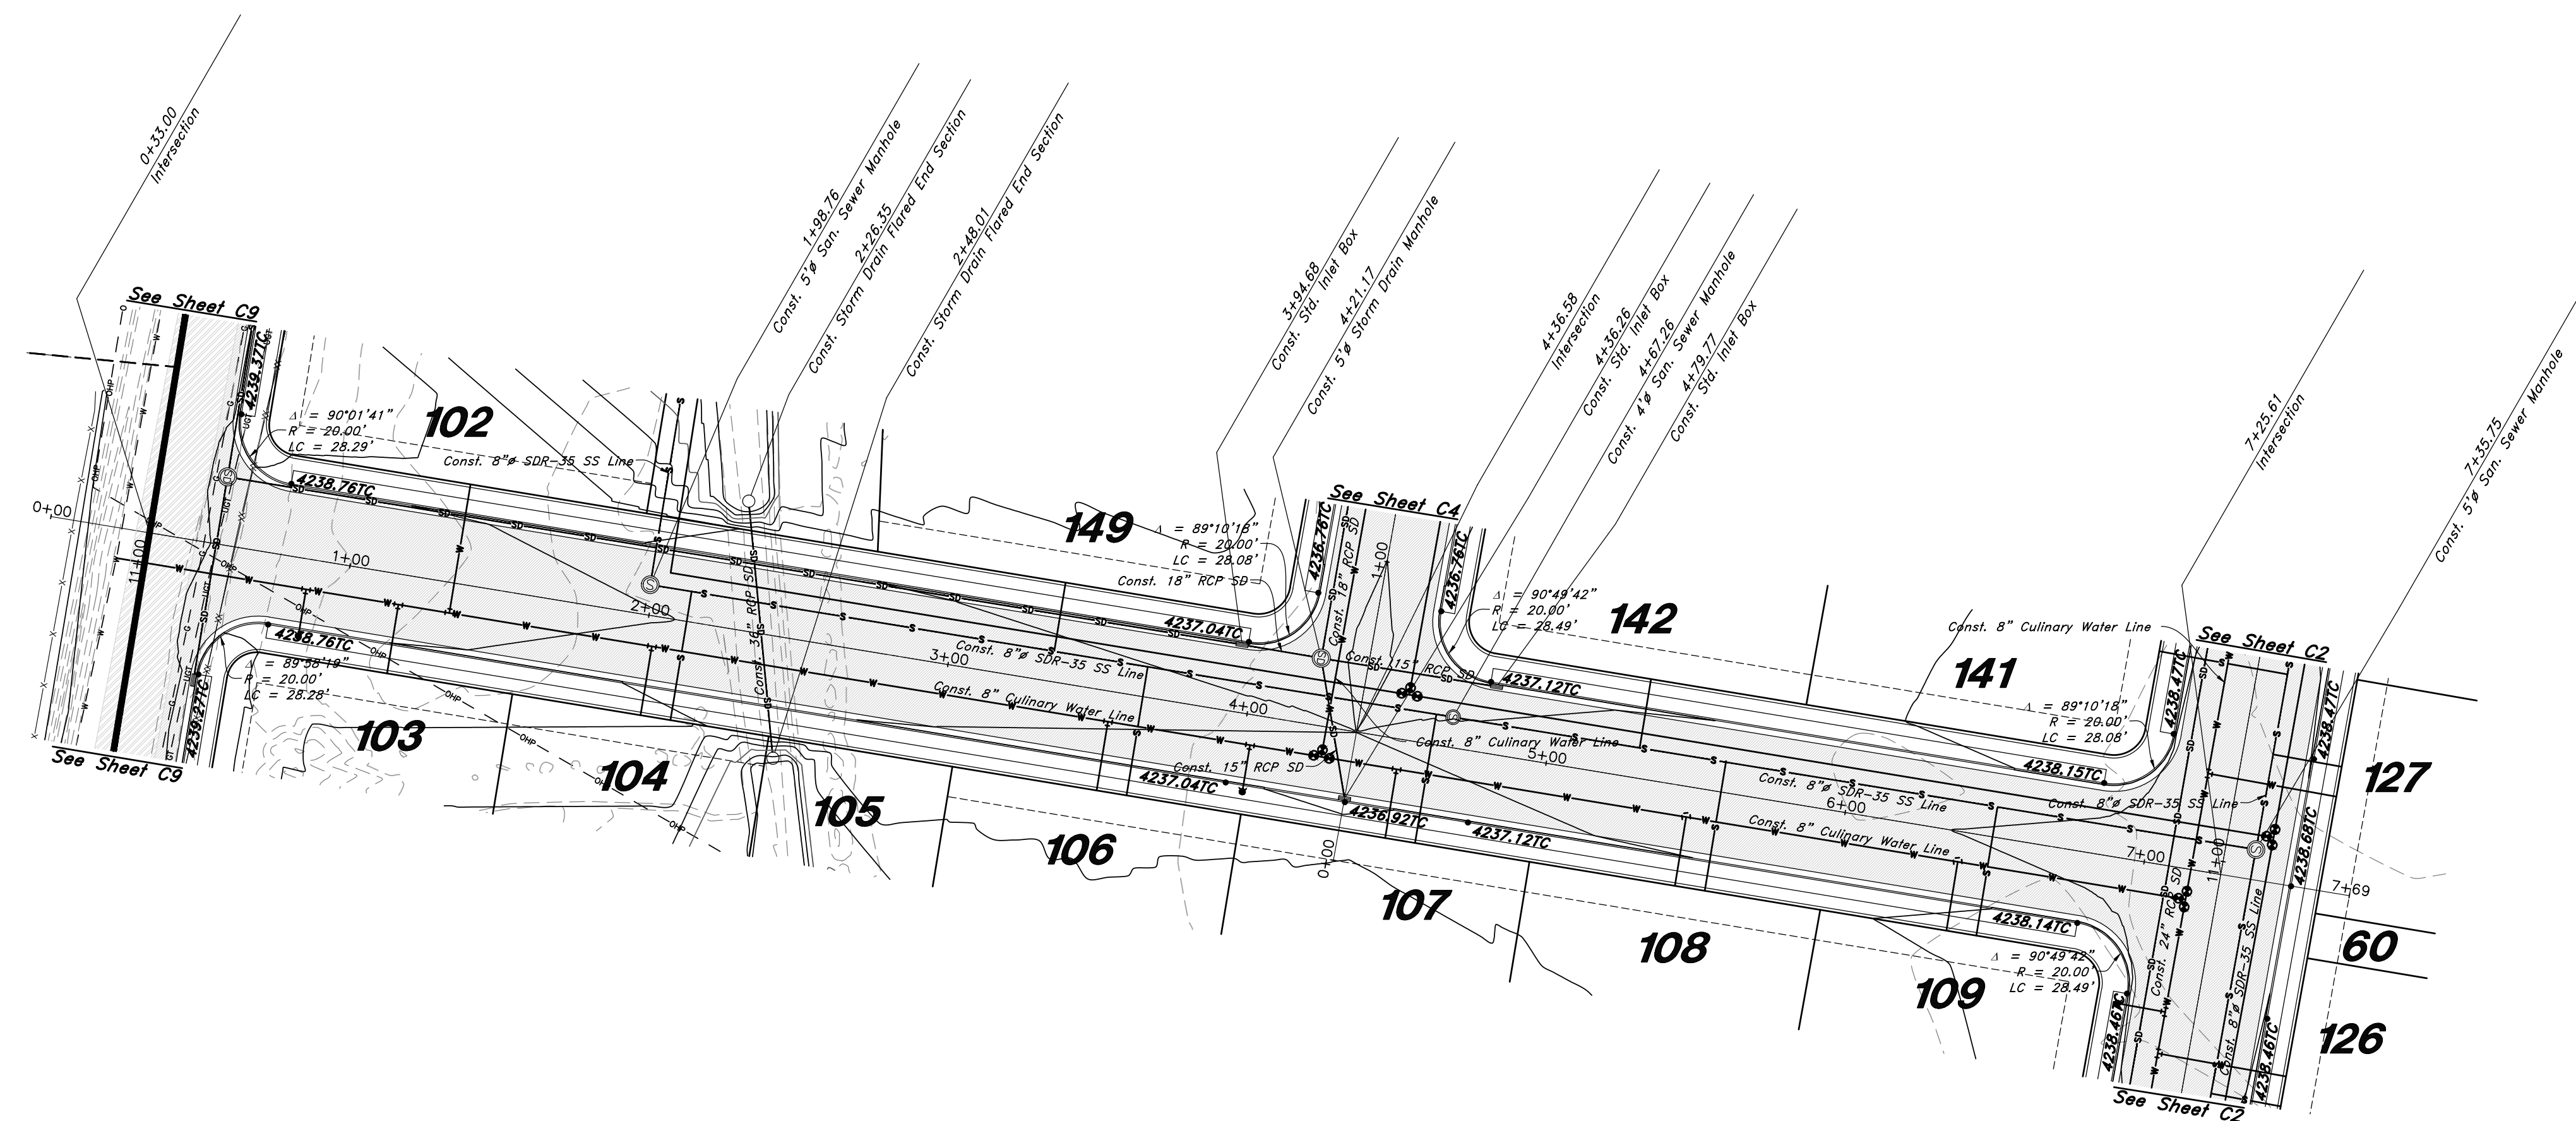 0+33.00
Intersection
1+98.76
Const. 5'ø San. Sewer Manhole
2+26.35
Const. Storm Drain Flared End Section
2+48.01
Const. Storm Drain Flared End Section
3+94.68
Const. Std. Inlet Box
4+21.17
Const. 5'ø Storm Drain Manhole
4+36.58
Intersection
4+36.26
Const. Std. Inlet Box
4+67.26
Const. 4'ø San. Sewer Manhole
4+79.77
Const. Std. Inlet Box
7+25.61
Intersection
7+35.75
Const. 5'ø San. Sewer Manhole
See Sheet C9
4239.37TC
Δ = 90°01'41"
R = 20.00'
LC = 28.29'
102
Const. 8"ø SDR-35 SS Line
4238.76TC
0+00
11+00
1+00
2+00
Const. 36" RCP SD
149
Δ = 89°10'18"
R = 20.00'
LC = 28.08'
Const. 18" RCP SD
4237.04TC
4236.76TC
See Sheet C4
Const. 18" RCP SD
1+00
4236.76TC
Δ = 90°49'42"
R = 20.00'
LC = 28.49'
142
Const. 15" RCP SD
4237.12TC
Const. 8" Culinary Water Line
141
See Sheet C2
Δ = 89°10'18"
R = 20.00'
LC = 28.08'
4238.47TC
4238.47TC
4238.15TC
127
4238.76TC
Δ = 89°58'19"
R = 20.00'
LC = 28.28'
4239.27TC
See Sheet C9
103
104
105
3+00
Const. 8"ø SDR-35 SS Line
Const. 8" Culinary Water Line
4+00
Const. 8" Culinary Water Line
5+00
Const. 15" RCP SD
4237.04TC
4236.92TC
4237.12TC
0+00
106
107
108
109
Const. 8"ø SDR-35 SS Line
6+00
Const. 8"ø SDR-35 SS Line
Const. 8" Culinary Water Line
7+00
11+00
4238.68TC
7+69
4238.14TC
Δ = 90°49'42"
R = 20.00'
LC = 28.49'
Const. 24" RCP SD
Const. 8"ø SDR-35 SS Line
4238.46TC
4238.46TC
60
126
See Sheet C2